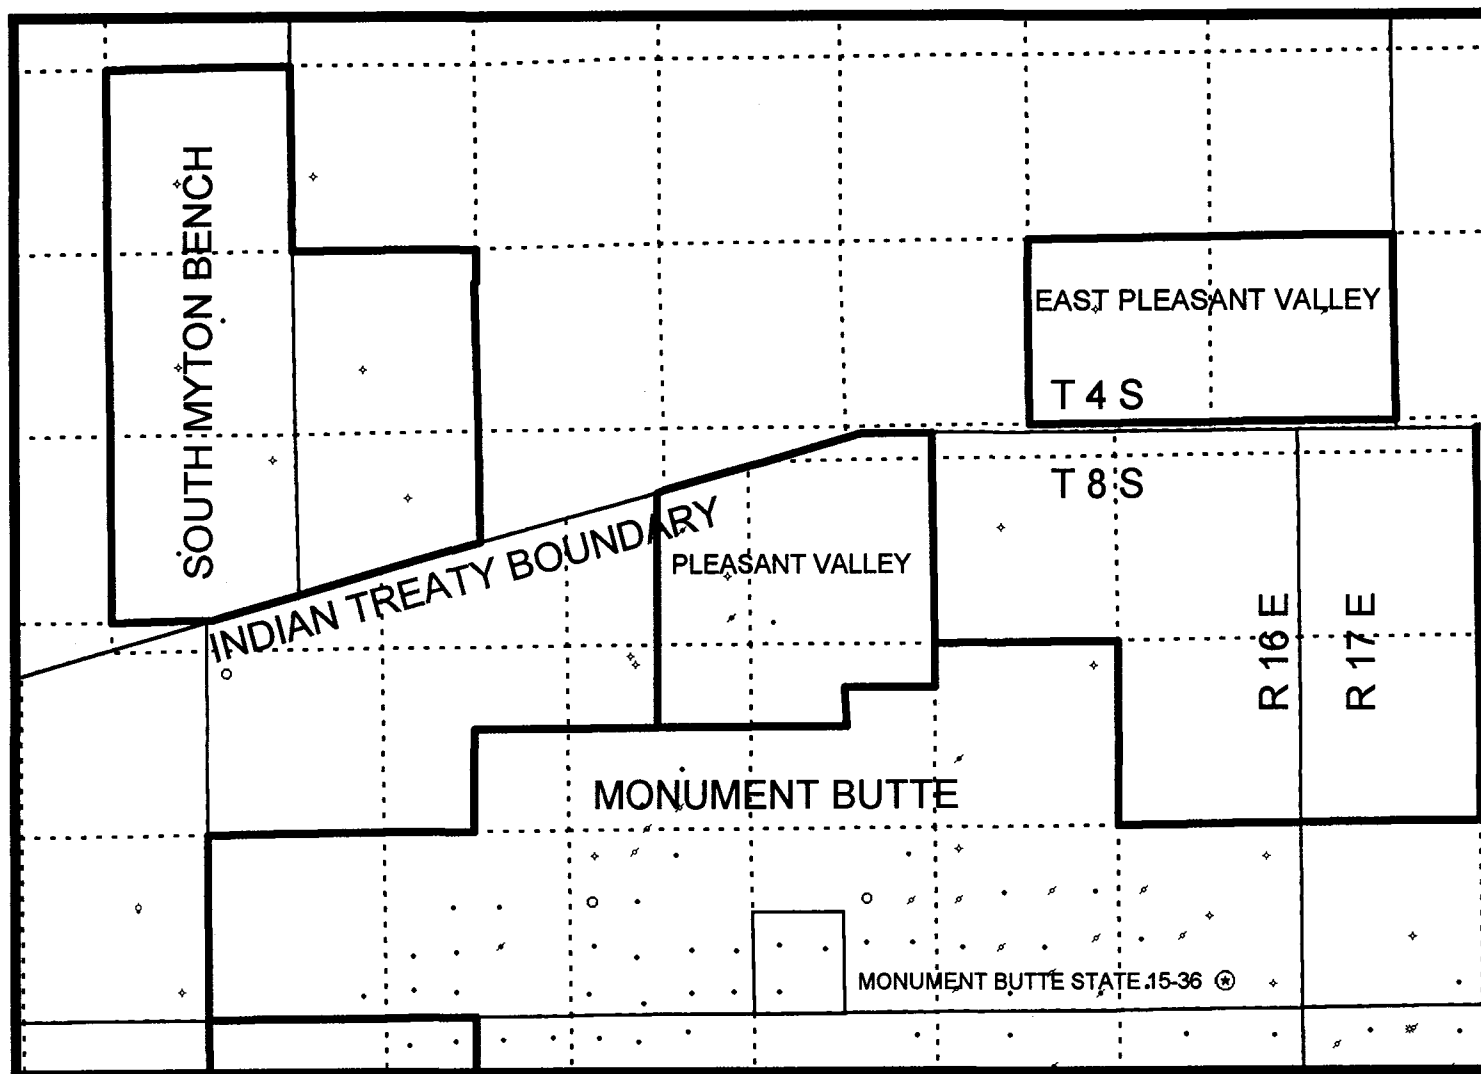 SOUTH MYTON BENCH
EAST PLEASANT VALLEY
T 4 S
T 8 S
INDIAN TREATY BOUNDARY
PLEASANT VALLEY
R 16 E
R 17 E
MONUMENT BUTTE
MONUMENT BUTTE STATE 15-36